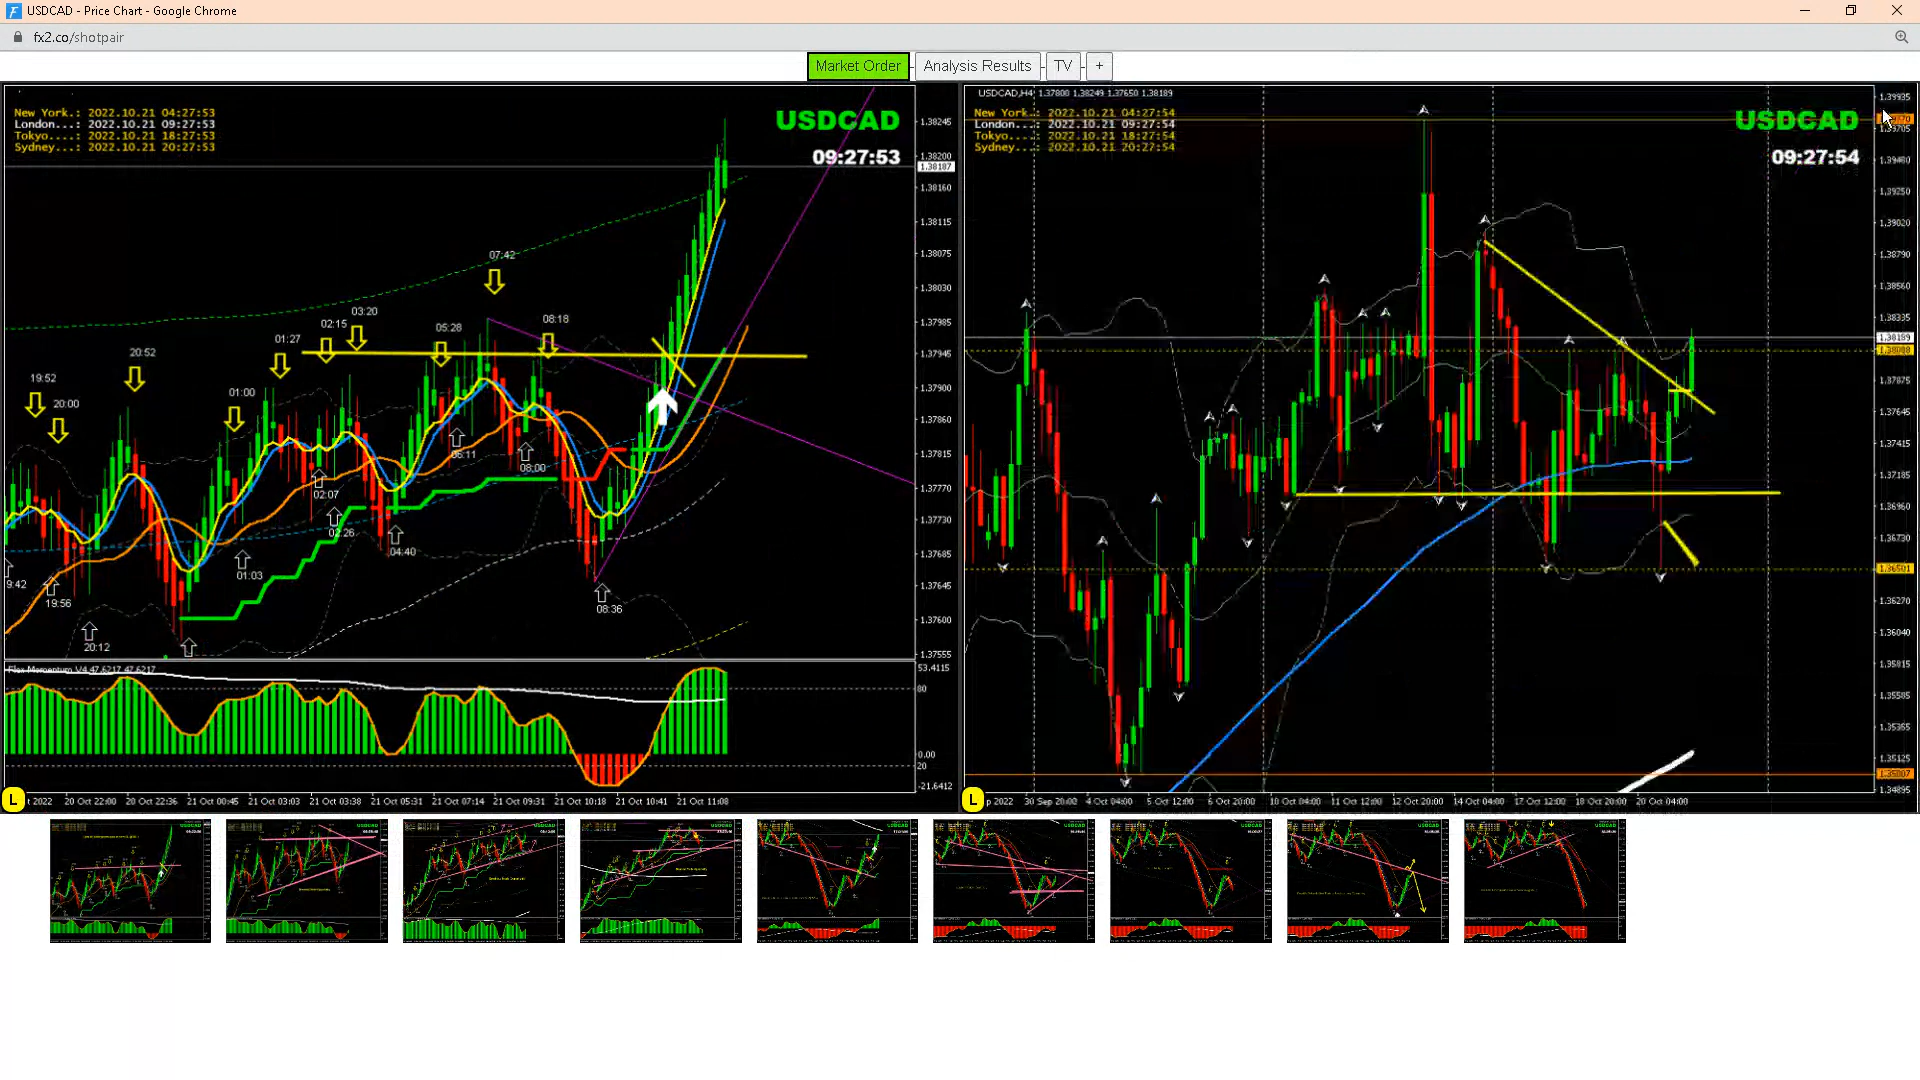 USDCAD - Price Chart - Google Chrome
fx2.co/shotpair
Market Order
Analysis Results
TV
+
New York.: 2022.10.21 04:27:53
London...: 2022.10.21 09:27:53
Tokyo....: 2022.10.21 18:27:53
Sydney...: 2022.10.21 20:27:53
USDCAD
09:27:53
07:42
08:18
03:20
02:15
01:27
05:28
20:52
19:52
20:00
01:00
06:11
08:00
02:07
02:26
04:40
01:03
9:42
19:56
08:36
20:12
1.38245
1.38200
1.38187
1.38160
1.38115
1.38075
1.38030
1.37985
1.37945
1.37900
1.37860
1.37815
1.37770
1.37730
1.37685
1.37645
1.37600
1.37555
53.4115
80
0.00
20
-21.6412
L
t 2022
20 Oct 22:00
20 Oct 22:36
21 Oct 00:45
21 Oct 03:03
21 Oct 03:38
21 Oct 05:31
21 Oct 07:14
21 Oct 09:31
21 Oct 10:18
21 Oct 10:41
21 Oct 11:08
USDCAD,H4 1.37800 1.38249 1.37650 1.38189
New York.: 2022.10.21 04:27:54
London...: 2022.10.21 09:27:54
Tokyo....: 2022.10.21 18:27:54
Sydney...: 2022.10.21 20:27:54
USDCAD
09:27:54
1.39935
1.39705
1.39480
1.39250
1.39020
1.38790
1.38560
1.38335
1.38189
1.37875
1.37645
1.37415
1.37185
1.36960
1.36730
1.36501
1.36270
1.36040
1.35815
1.35585
1.35355
1.35125
1.35007
1.34895
L
p 2022
30 Sep 20:00
4 Oct 04:00
5 Oct 12:00
6 Oct 20:00
10 Oct 04:00
11 Oct 12:00
12 Oct 20:00
14 Oct 04:00
17 Oct 12:00
18 Oct 20:00
20 Oct 04:00